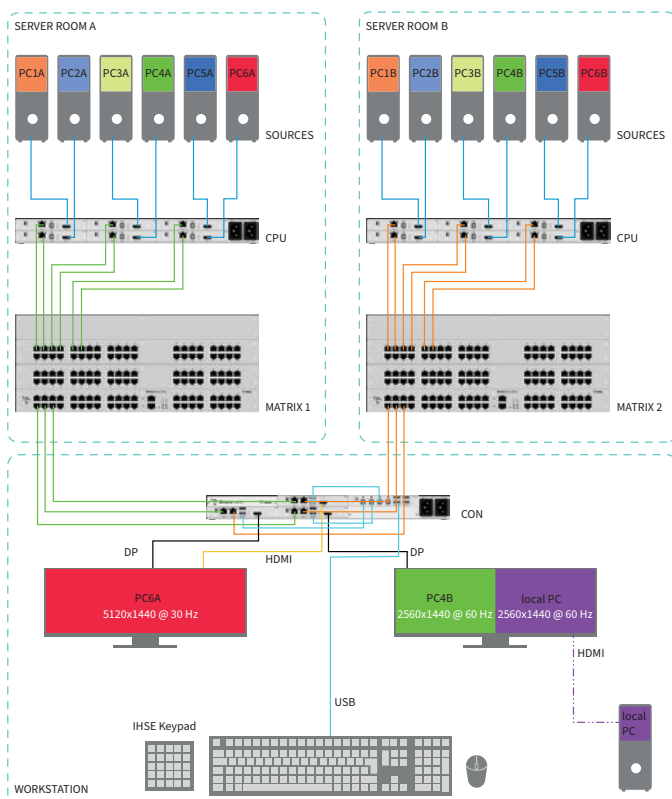 SERVER ROOM A
SERVER ROOM B
PC1A
PC2A
PC3A
PC4A
PC5A
PC6A
PC1B
PC2B
PC3B
PC4B
PC5B
PC6B
SOURCES
SOURCES
CPU
CPU
MATRIX 1
MATRIX 2
CON
DP
HDMI
DP
PC6A
5120x1440 @ 30 Hz
PC4B
2560x1440 @ 60 Hz
local PC
2560x1440 @ 60 Hz
HDMI
USB
IHSE Keypad
local
PC
WORKSTATION